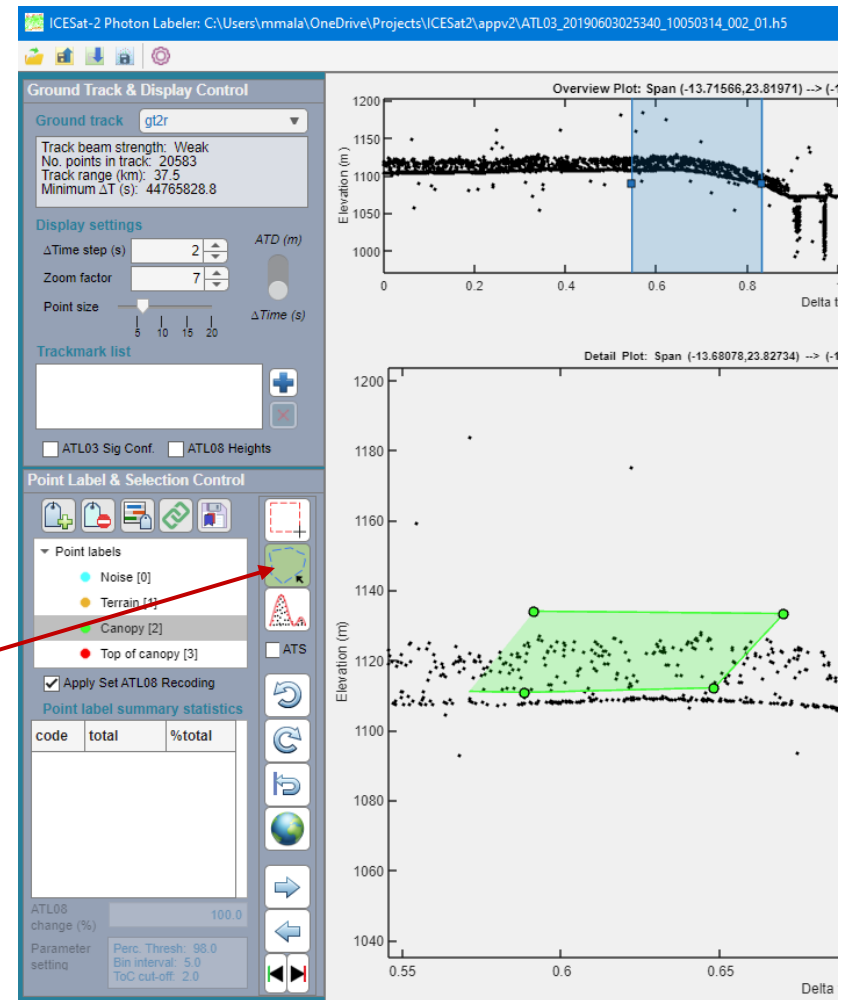 ICESat-2 Photon Labeler: C:\Users\mmala\OneDrive\Projects\ICESat2\appv2\ATL03_20190603025340_10050314_002_01.h5
Ground Track & Display Control
Ground track gt2r
Track beam strength: Weak
No. points in track: 20583
Track range (km): 37.5
Minimum ΔT (s): 44765828.8
Display settings
ΔTime step (s) 2
ATD (m)
Zoom factor 7
Point size
ΔTime (s)
5 10 15 20
Trackmark list
ATL03 Sig Conf. ATL08 Heights
Point Label & Selection Control
Point labels
Noise [0]
Terrain [1]
Canopy [2]
Top of canopy [3]
ATS
Apply Set ATL08 Recoding
Point label summary statistics
code total %total
ATL08
change (%) 100.0
Parameter
setting
Perc. Thresh: 98.0
Bin interval: 5.0
ToC cut-off: 2.0
Overview Plot: Span (-13.71566,23.81971) --> (-1
1200
1150
1100
1050
1000
Elevation (m)
0 0.2 0.4 0.6 0.8 1
Delta t
Detail Plot: Span (-13.68078,23.82734) --> (-1
1200
1180
1160
1140
1120
1100
1080
1060
1040
Elevation (m)
0.55 0.6 0.65
Delta